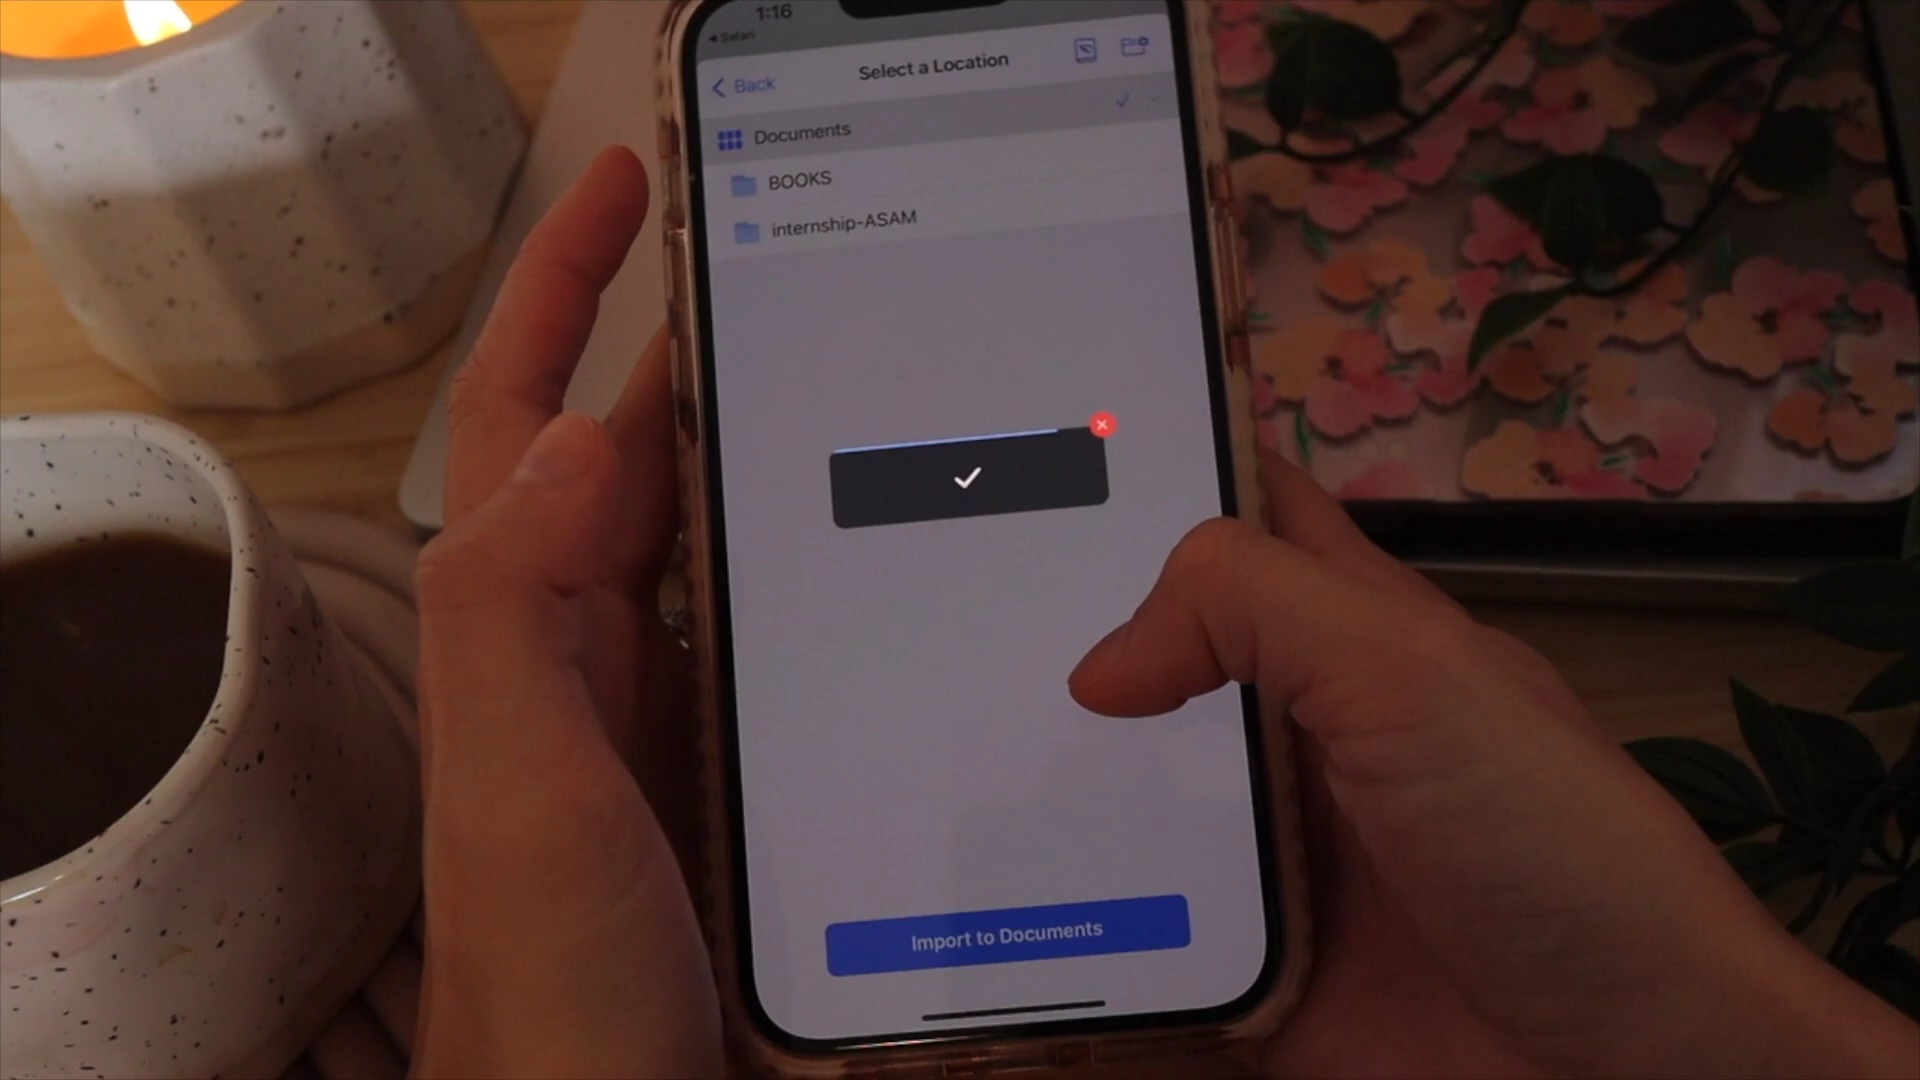 1:16
Safari
Back
Select a Location
Documents
BOOKS
internship-ASAM
Import to Documents